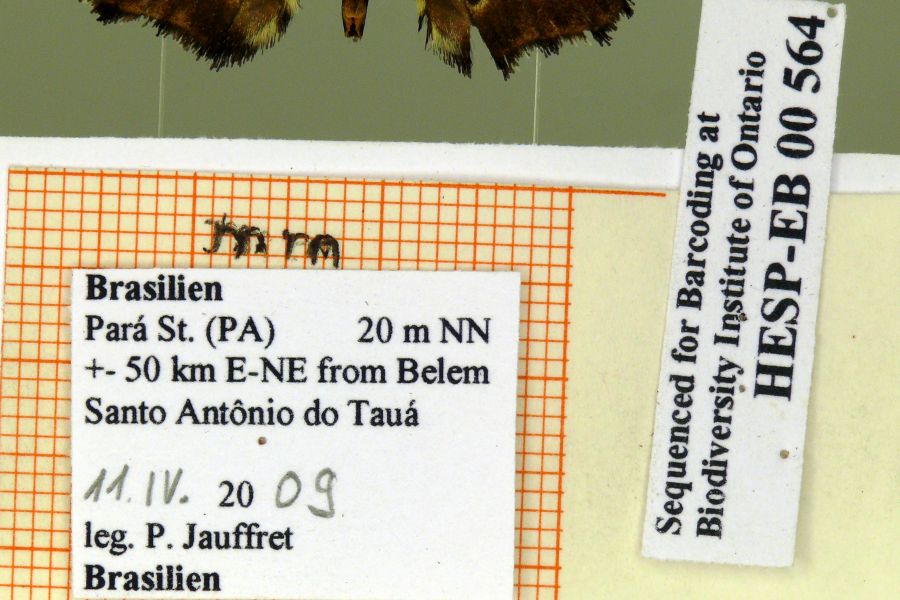 mm
Brasilien
Pará St. (PA) 20 m NN
+- 50 km E-NE from Belem
Santo Antônio do Tauá
11. IV. 20 09
leg. P. Jauffret
Brasilien
Sequenced for Barcoding at
Biodiversity Institute of Ontario
HESP-EB 00 564